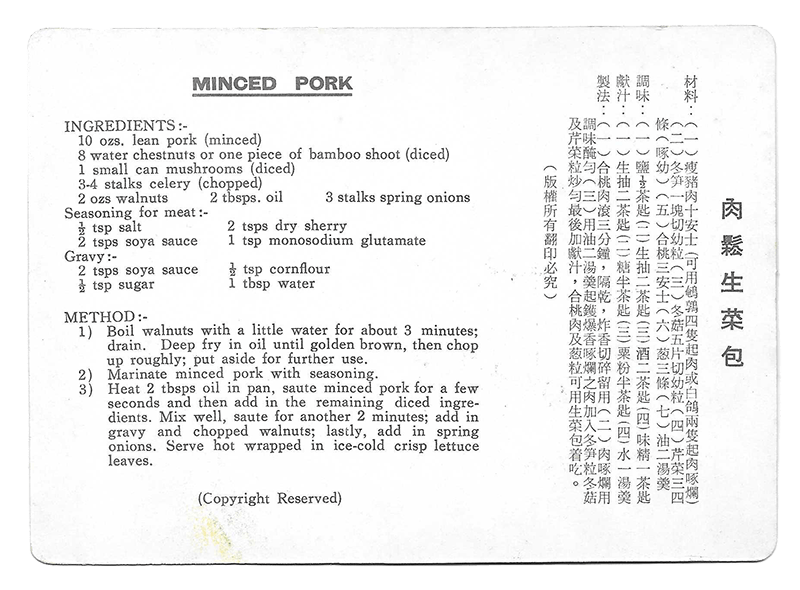 MINCED PORK
INGREDIENTS:-
10 ozs. lean pork (minced)
8 water chestnuts or one piece of bamboo shoot (diced)
1 small can mushrooms (diced)
3-4 stalks celery (chopped)
2 ozs walnuts 2 tbsps. oil 3 stalks spring onions
Seasoning for meat:-
½ tsp salt 2 tsps dry sherry
2 tsps soya sauce 1 tsp monosodium glutamate
Gravy:-
2 tsps soya sauce ½ tsp cornflour
½ tsp sugar 1 tbsp water
METHOD:-
1) Boil walnuts with a little water for about 3 minutes;
drain. Deep fry in oil until golden brown, then chop
up roughly; put aside for further use.
2) Marinate minced pork with seasoning.
3) Heat 2 tbsps oil in pan, saute minced pork for a few
seconds and then add in the remaining diced ingre-
dients. Mix well, saute for another 2 minutes; add in
gravy and chopped walnuts; lastly, add in spring
onions. Serve hot wrapped in ice-cold crisp lettuce
leaves.
(Copyright Reserved)
肉鬆生菜包
材料：(一)瘦豬肉十安士(可用鵪鶉四隻起肉或白鴿兩隻起肉啄爛)
(二)冬笋一塊切幼粒(三)冬菇五片切幼粒(四)芹菜三四
條(啄幼)(五)合桃三安士(六)葱三條(七)油二湯羹
調味：(一)鹽½茶匙(二)生抽二茶匙(三)酒二茶匙(四)味精一茶匙
獻汁：(一)生抽二茶匙(二)糖半茶匙(三)粟粉半茶匙(四)水一湯羹
製法：(一)合桃肉滾三分鐘，隔乾，炸香切碎留用(二)肉啄爛用
調味醃匀(三)用油二湯羹起鑊爆香啄爛之肉加入冬笋粒冬菇
及芹菜粒炒匀最後加獻汁，合桃肉及葱粒可用生菜包着吃。
(版權所有翻印必究)